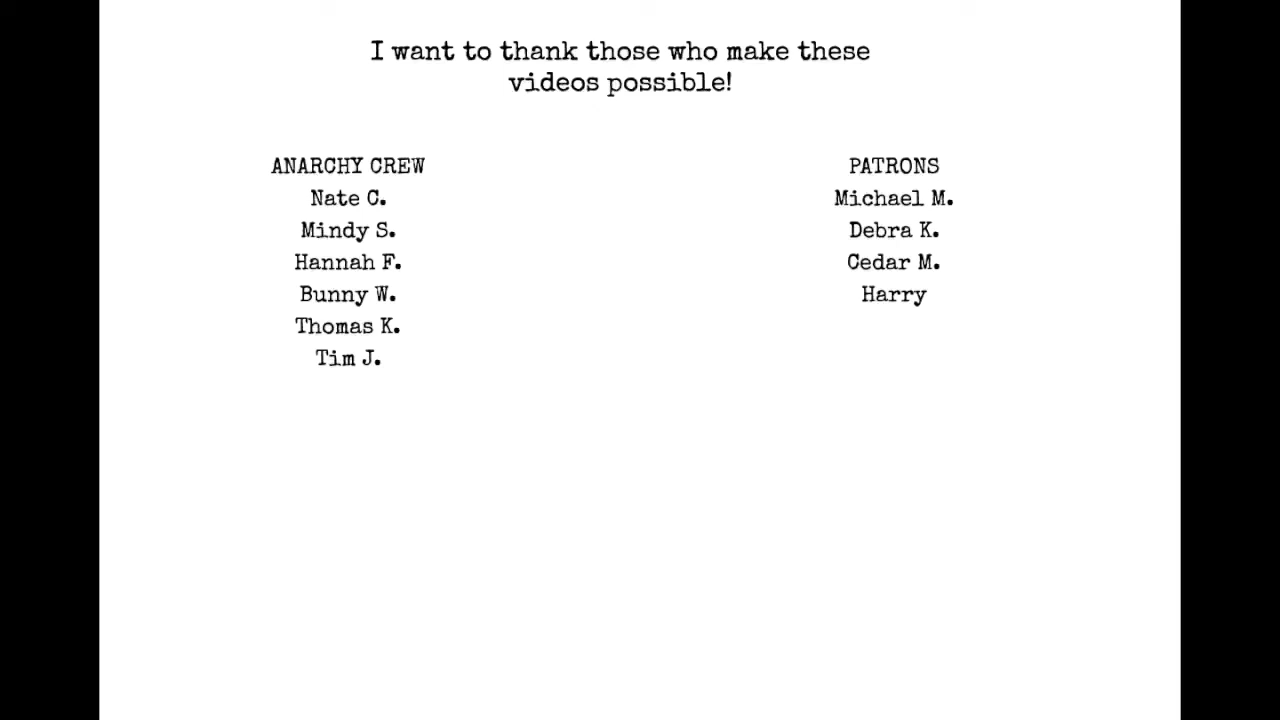 I want to thank those who make these
videos possible!
ANARCHY CREW
Nate C.
Mindy S.
Hannah F.
Bunny W.
Thomas K.
Tim J.
PATRONS
Michael M.
Debra K.
Cedar M.
Harry